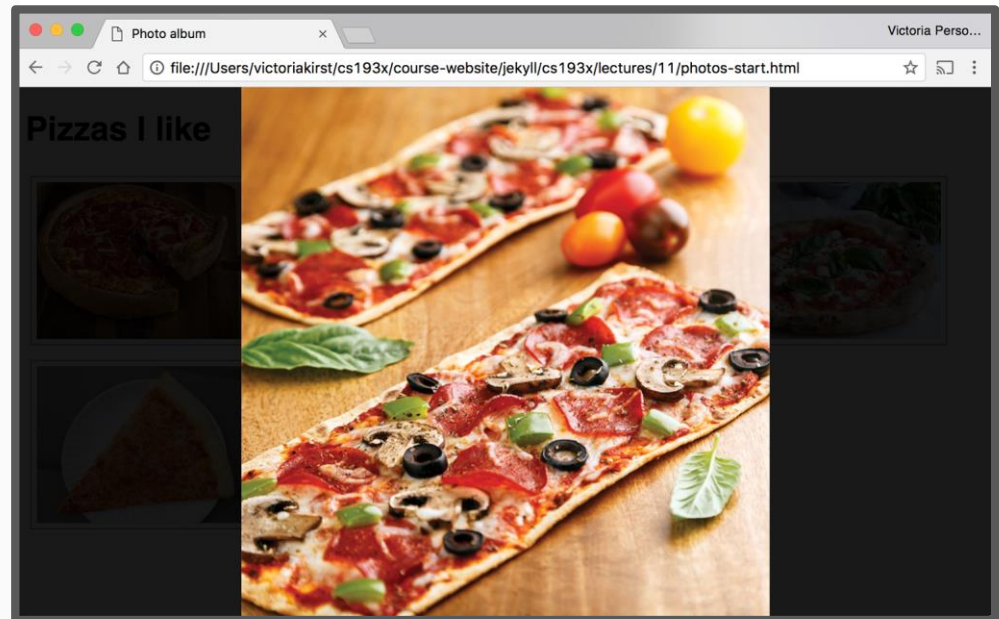 Photo album
Victoria Perso...
file:///Users/victoriakirst/cs193x/course-website/jekyll/cs193x/lectures/11/photos-start.html
Pizzas I like